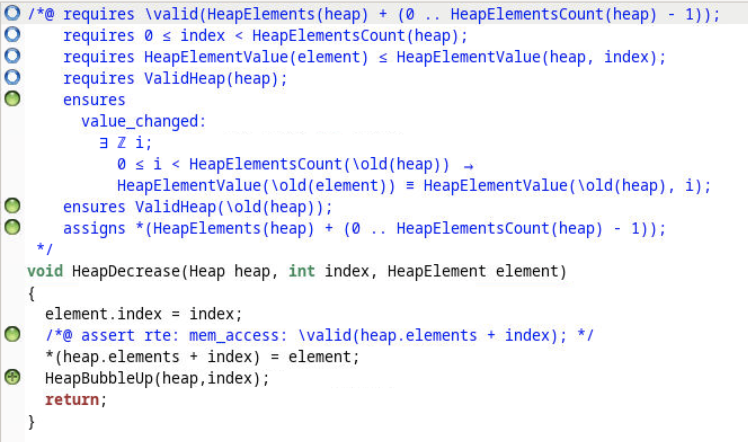 /*@ requires \valid(HeapElements(heap) + (0 .. HeapElementsCount(heap) - 1));
requires 0 ≤ index < HeapElementsCount(heap);
requires HeapElementValue(element) ≤ HeapElementValue(heap, index);
requires ValidHeap(heap);
ensures
value_changed:
∃ ℤ i;
0 ≤ i < HeapElementsCount(\old(heap)) →
HeapElementValue(\old(element)) ≡ HeapElementValue(\old(heap), i);
ensures ValidHeap(\old(heap));
assigns *(HeapElements(heap) + (0 .. HeapElementsCount(heap) - 1));
*/
void HeapDecrease(Heap heap, int index, HeapElement element)
{
element.index = index;
/*@ assert rte: mem_access: \valid(heap.elements + index); */
*(heap.elements + index) = element;
HeapBubbleUp(heap,index);
return;
}